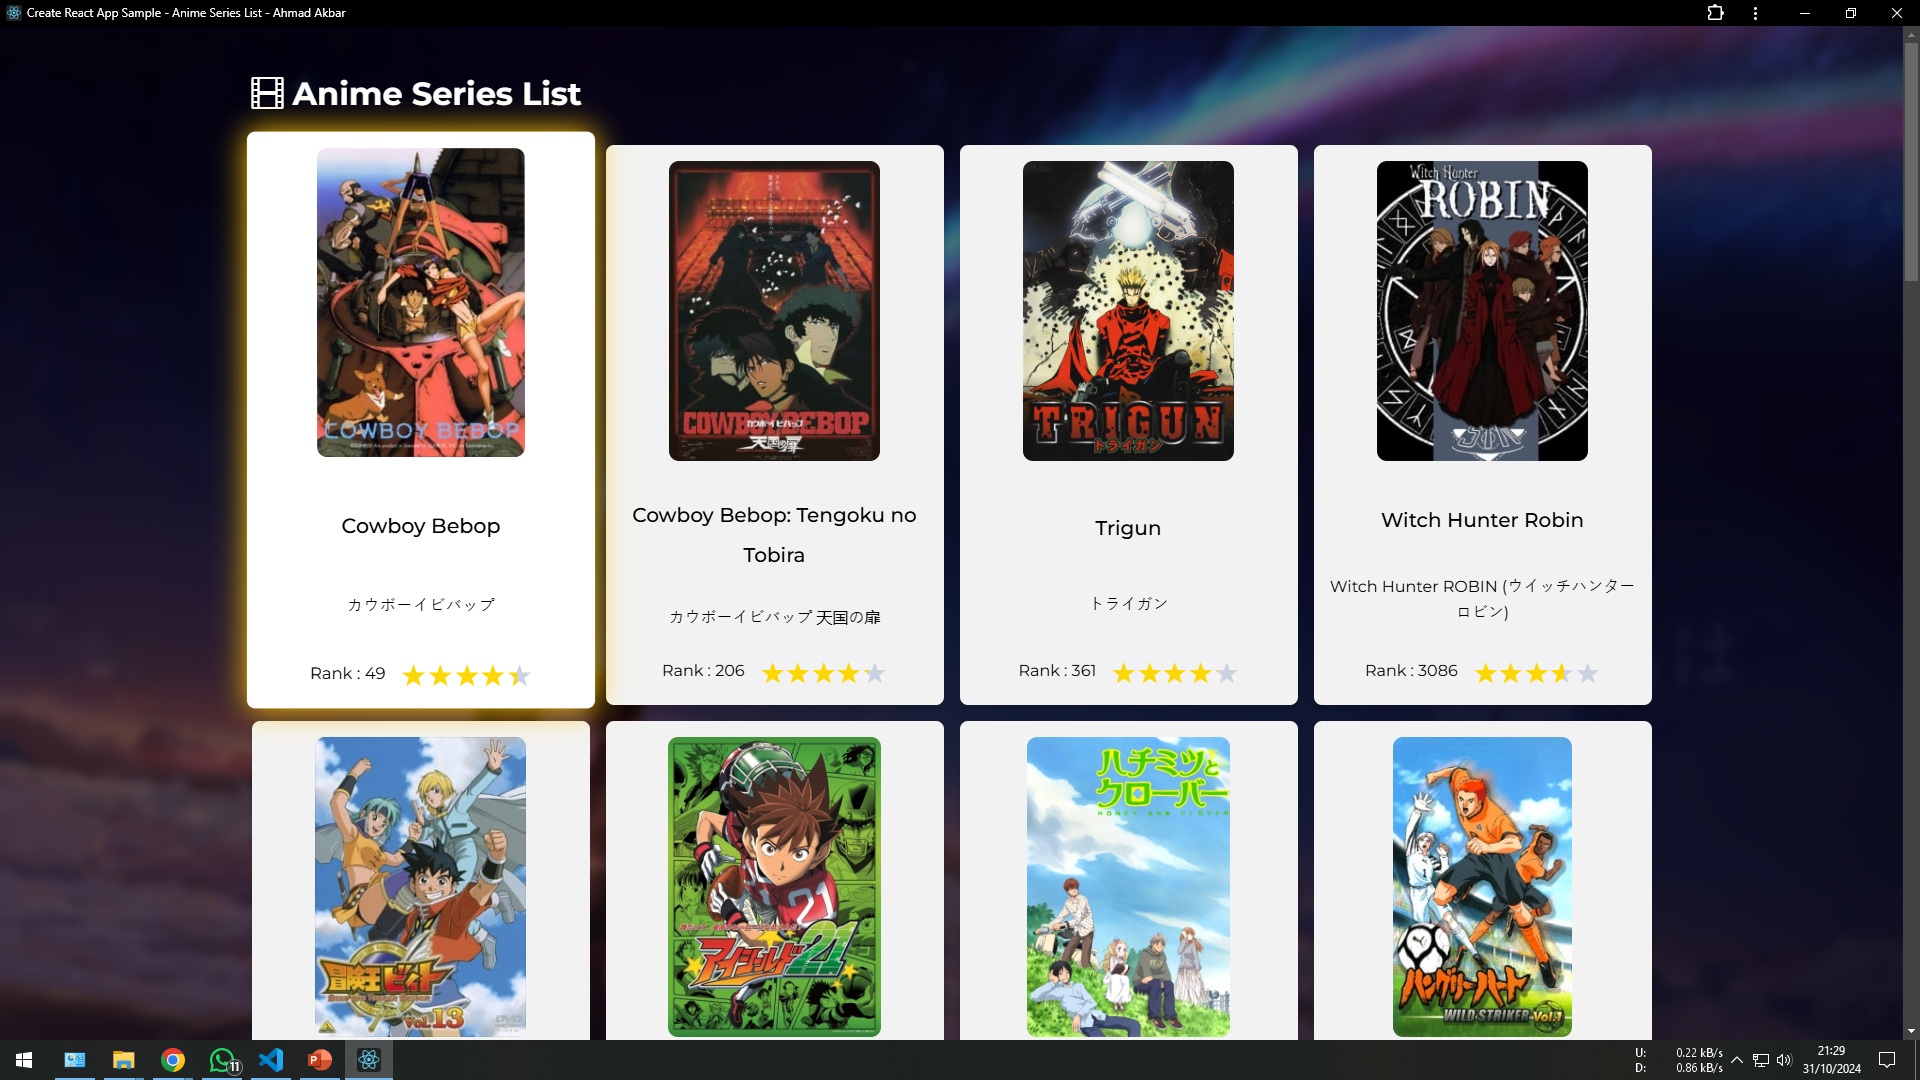 Create React App Sample - Anime Series List - Ahmad Akbar
Anime Series List
COWBOY BEBOP
COWBOY BEBOP
カウボーイビバップ
天国の扉
TRIGUN
トライガン
Witch Hunter
ROBIN
Cowboy Bebop
Cowboy Bebop: Tengoku no
Tobira
Trigun
Witch Hunter Robin
カウボーイビバップ
カウボーイビバップ 天国の扉
トライガン
Witch Hunter ROBIN (ウイッチハンター
ロビン)
Rank : 49
Rank : 206
Rank : 361
Rank : 3086
は
冒険王ビィト
Vol.13
DVD
21
アイシールド21
ハチミツと
クローバー
HONEY AND CLOVER
ハングリーハート
WILD STRIKER Vol.1
11
U: 0.22 kB/s
D: 0.86 kB/s
21:29
31/10/2024